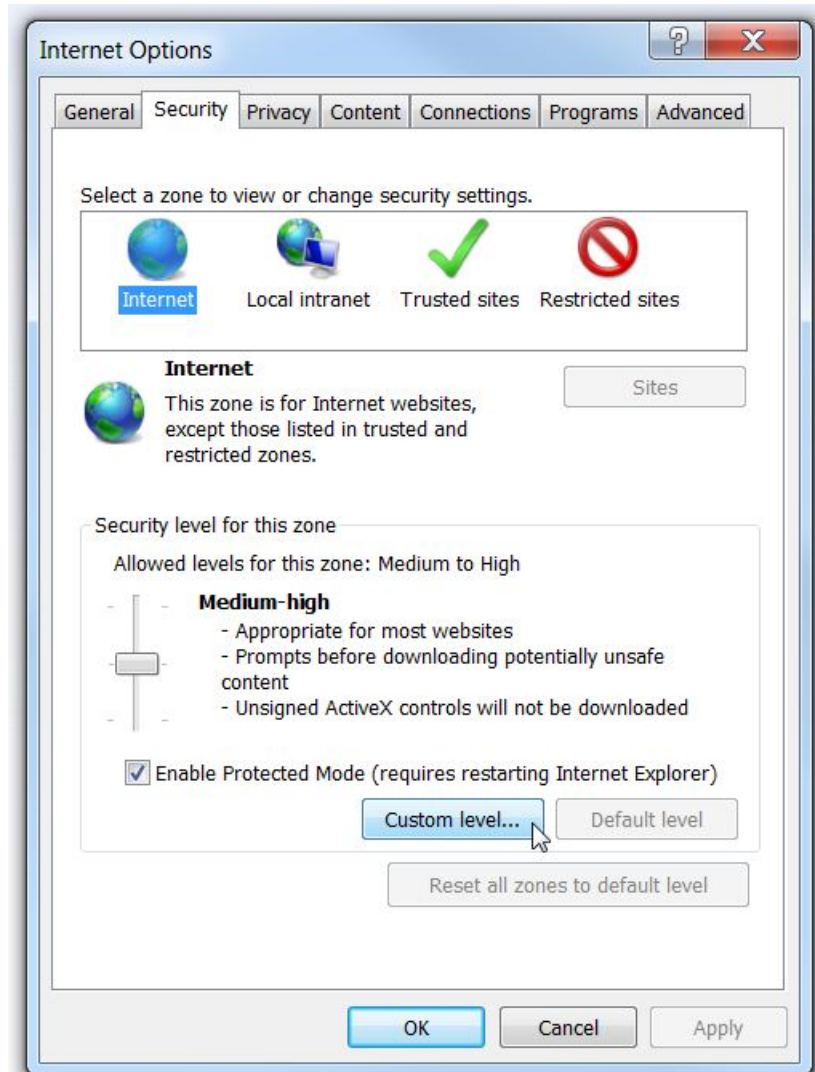 Internet Options
General Security Privacy Content Connections Programs Advanced
Select a zone to view or change security settings.
Internet Local intranet Trusted sites Restricted sites
Internet
Sites
This zone is for Internet websites,
except those listed in trusted and
restricted zones.
Security level for this zone
Allowed levels for this zone: Medium to High
Medium-high
- Appropriate for most websites
- Prompts before downloading potentially unsafe
content
- Unsigned ActiveX controls will not be downloaded
Enable Protected Mode (requires restarting Internet Explorer)
Custom level... Default level
Reset all zones to default level
OK Cancel Apply